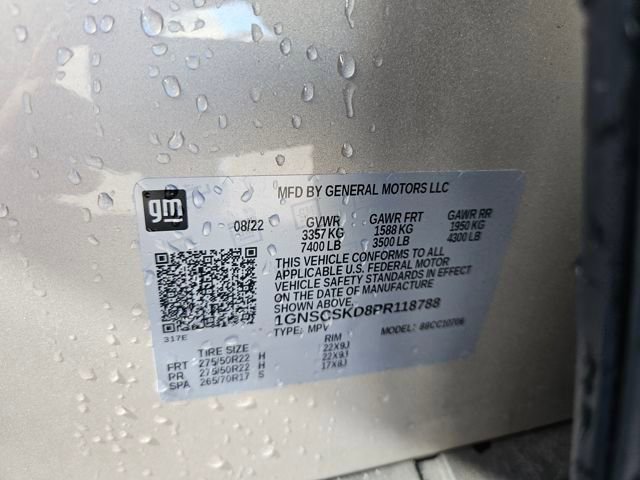 MFD BY GENERAL MOTORS LLC
gm
08/22 GVWR GAWR FRT GAWR RR
3357 KG 1588 KG 1950 KG
7400 LB 3500 LB 4300 LB
THIS VEHICLE CONFORMS TO ALL
APPLICABLE U.S. FEDERAL MOTOR
VEHICLE SAFETY STANDARDS IN EFFECT
ON THE DATE OF MANUFACTURE
SHOWN ABOVE.
1GNSCSKD8PR118788
317E
TYPE: MPV MODEL:
TIRE SIZE RIM
FRT 275/50R22 H 22X9J
RR 275/50R22 H 22X9J
SPA 265/70R17 S 17X8J